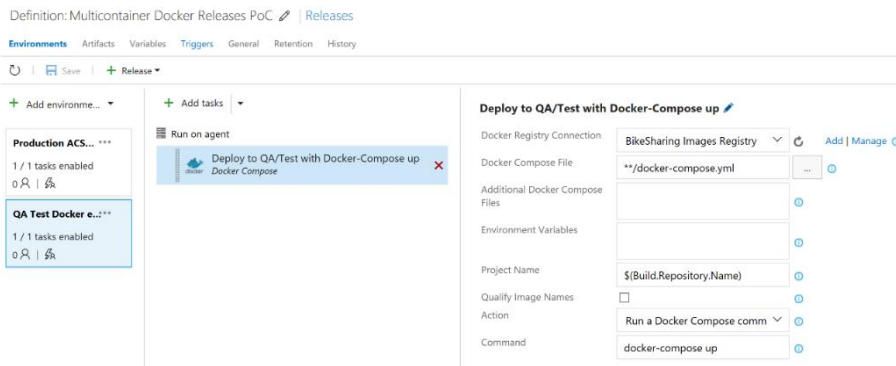 Definition: Multicontainer Docker Releases PoC | Releases
Environments Artifacts Variables Triggers General Retention History
Save + Release
+ Add environme...
Production ACS... ...
1 / 1 tasks enabled
0
QA Test Docker e...
1 / 1 tasks enabled
0
+ Add tasks
Run on agent
docker
Deploy to QA/Test with Docker-Compose up
Docker Compose
Deploy to QA/Test with Docker-Compose up
Docker Registry Connection BikeSharing Images Registry Add | Manage
Docker Compose File **/docker-compose.yml ...
Additional Docker Compose
Files
Environment Variables
Project Name $(Build.Repository.Name)
Qualify Image Names
Action Run a Docker Compose comm
Command docker-compose up